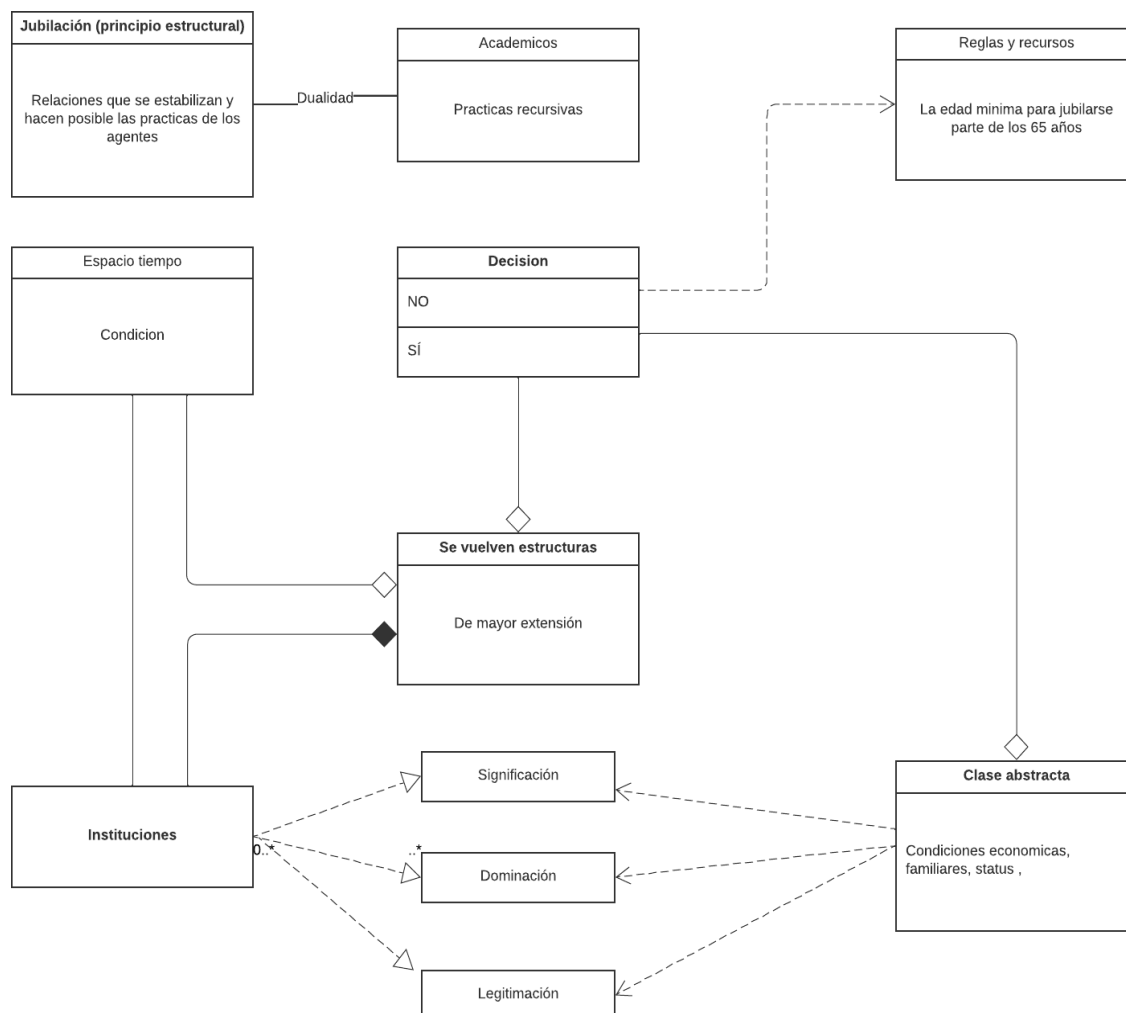 Jubilación (principio estructural)
Relaciones que se estabilizan y
hacen posible las practicas de los
agentes
Dualidad
Academicos
Practicas recursivas
Reglas y recursos
La edad minima para jubilarse
parte de los 65 años
Espacio tiempo
Condicion
Decision
NO
SÍ
Se vuelven estructuras
De mayor extensión
Instituciones
0..*
..*
Significación
Dominación
Legitimación
Clase abstracta
Condiciones economicas,
familiares, status ,